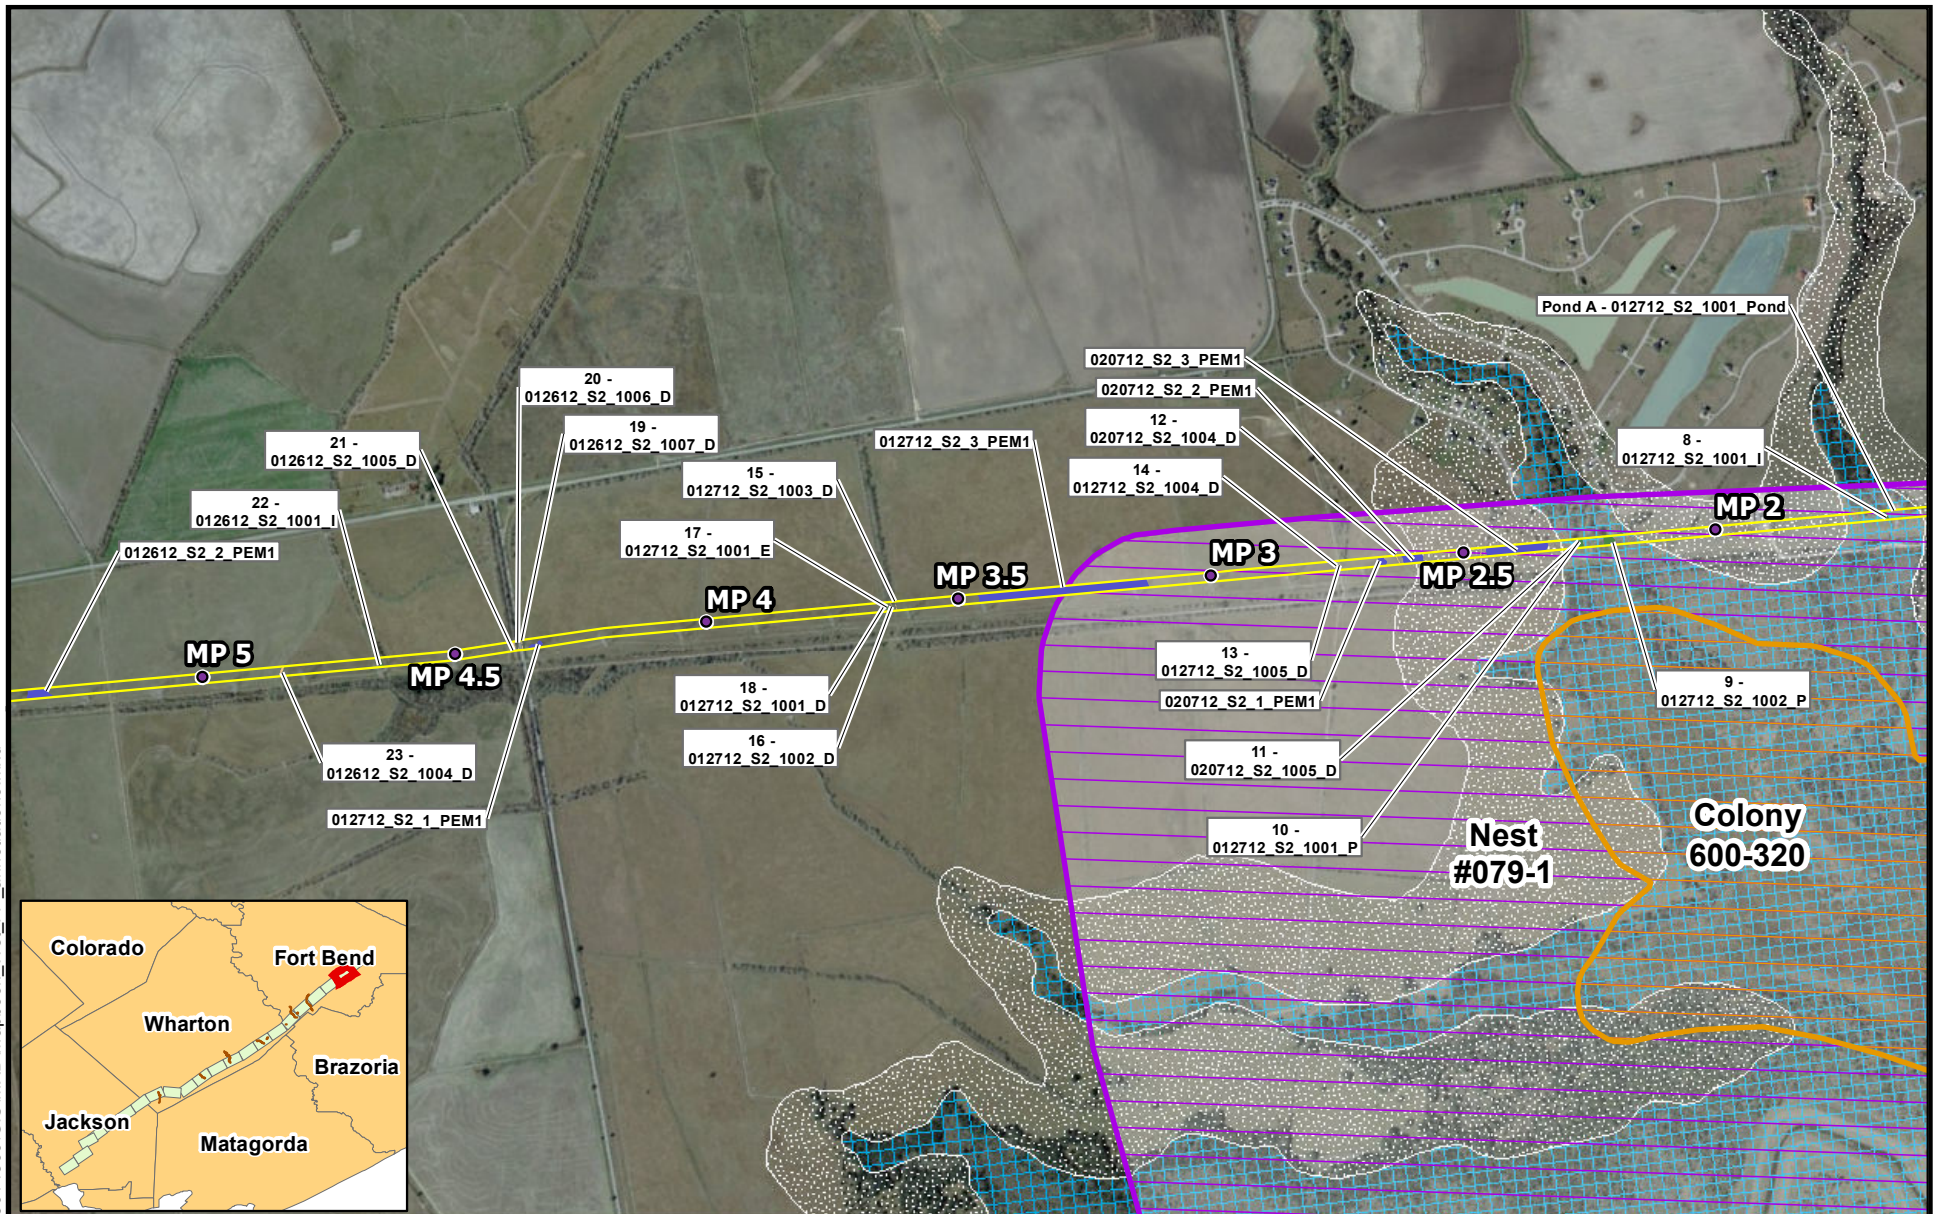 Pond A - 012712_S2_1001_Pond
020712_S2_3_PEM1
020712_S2_2_PEM1
20 -
012612_S2_1006_D
12 -
020712_S2_1004_D
19 -
012612_S2_1007_D
21 -
012612_S2_1005_D
012712_S2_3_PEM1
8 -
012712_S2_1001_I
15 -
012712_S2_1003_D
14 -
012712_S2_1004_D
22 -
012612_S2_1001_I
17 -
012712_S2_1001_E
012612_S2_2_PEM1
MP 2
MP 2.5
MP 3
MP 3.5
MP 4
MP 4.5
MP 5
13 -
012712_S2_1005_D
020712_S2_1_PEM1
18 -
012712_S2_1001_D
9 -
012712_S2_1002_P
16 -
012712_S2_1002_D
11 -
020712_S2_1005_D
23 -
012612_S2_1004_D
012712_S2_1_PEM1
10 -
012712_S2_1001_P
Nest
#079-1
Colony
600-320
Colorado
Fort Bend
Wharton
Brazoria
Jackson
Matagorda